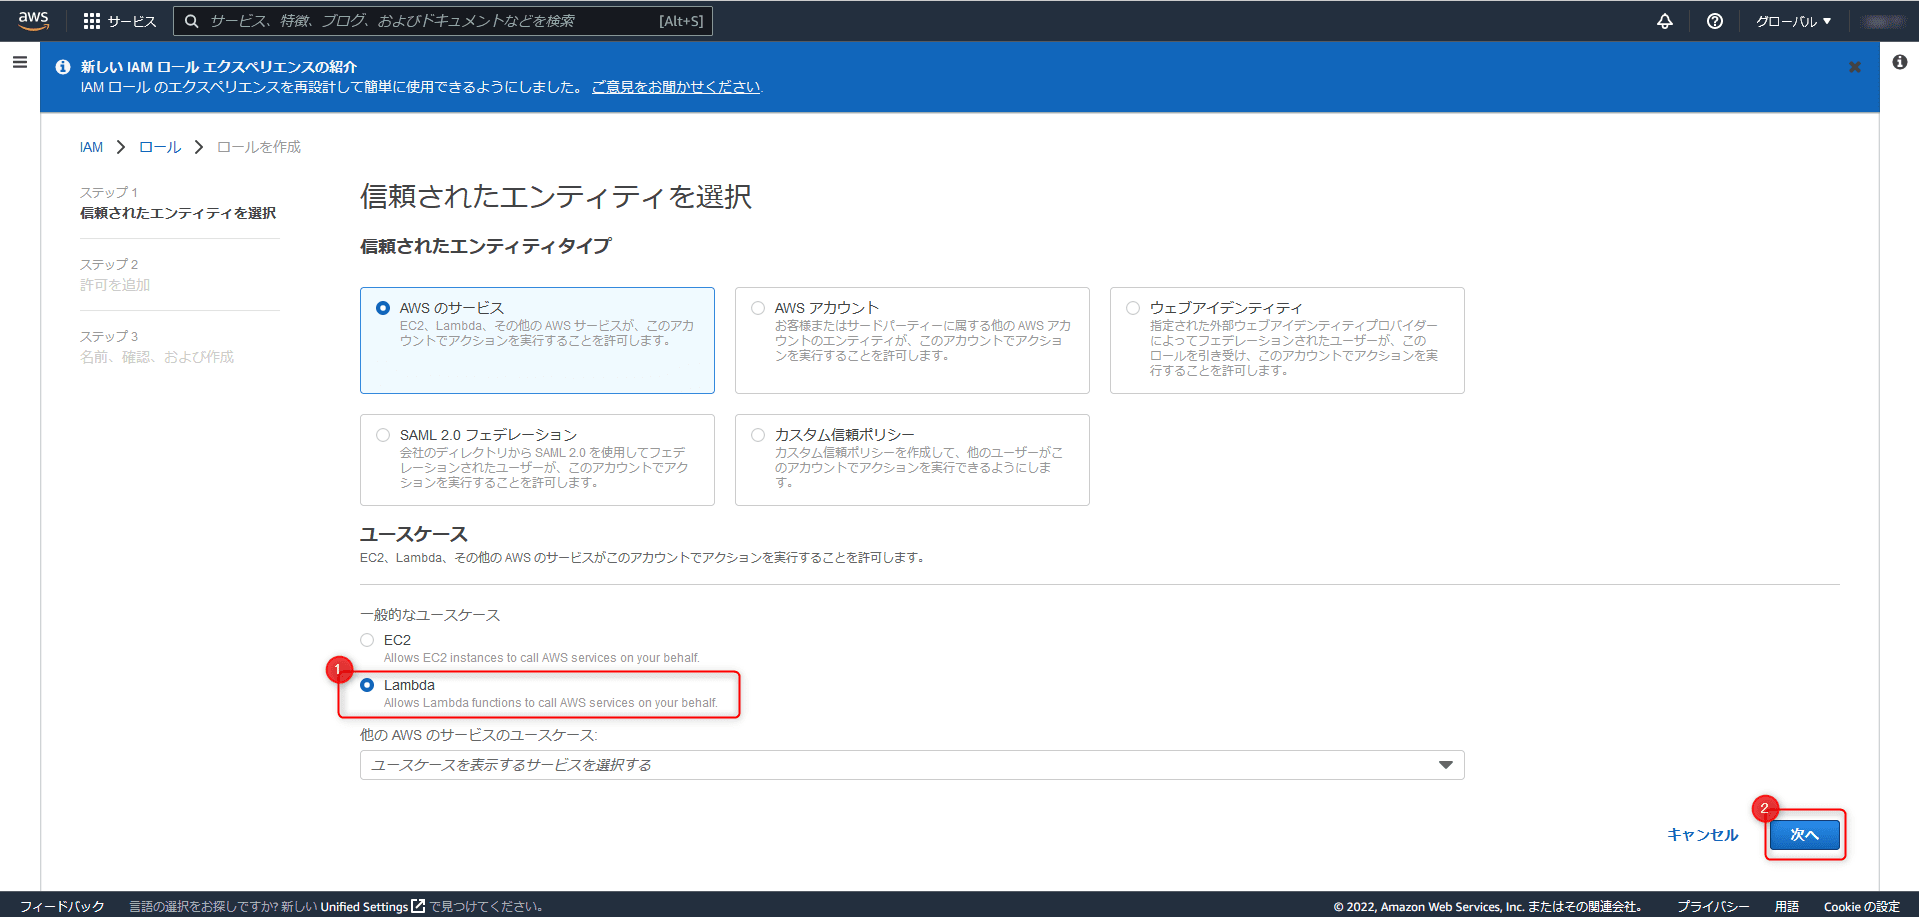 aws
サービス
サービス、特徴、ブログ、およびドキュメントなどを検索
[Alt+S]
グローバル ▼
新しい IAM ロール エクスペリエンスの紹介
IAM ロール のエクスペリエンスを再設計して簡単に使用できるようにしました。 ご意見をお聞かせください.
IAM
ロール
ロールを作成
ステップ 1
信頼されたエンティティを選択
ステップ 2
許可を追加
ステップ 3
名前、確認、および作成
信頼されたエンティティを選択
信頼されたエンティティタイプ
AWS のサービス
EC2、Lambda、その他の AWS サービスが、このアカ
ウントでアクションを実行することを許可します。
AWS アカウント
お客様またはサードパーティーに属する他の AWS アカ
ウントのエンティティが、このアカウントでアクショ
ンを実行することを許可します。
ウェブアイデンティティ
指定された外部ウェブアイデンティティプロバイダー
によってフェデレーションされたユーザーが、この
ロールを引き受け、このアカウントでアクションを実
行することを許可します。
SAML 2.0 フェデレーション
会社のディレクトリから SAML 2.0 を使用してフェデ
レーションされたユーザーが、このアカウントでアク
ションを実行することを許可します。
カスタム信頼ポリシー
カスタム信頼ポリシーを作成して、他のユーザーがこ
のアカウントでアクションを実行できるようにしま
す。
ユースケース
EC2、Lambda、その他の AWS のサービスがこのアカウントでアクションを実行することを許可します。
一般的なユースケース
EC2
Allows EC2 instances to call AWS services on your behalf.
1
Lambda
Allows Lambda functions to call AWS services on your behalf.
他の AWS のサービスのユースケース:
ユースケースを表示するサービスを選択する
2
キャンセル
次へ
フィードバック
言語の選択をお探しですか? 新しい Unified Settings で見つけてください。
© 2022, Amazon Web Services, Inc. またはその関連会社。
プライバシー
用語
Cookie の設定